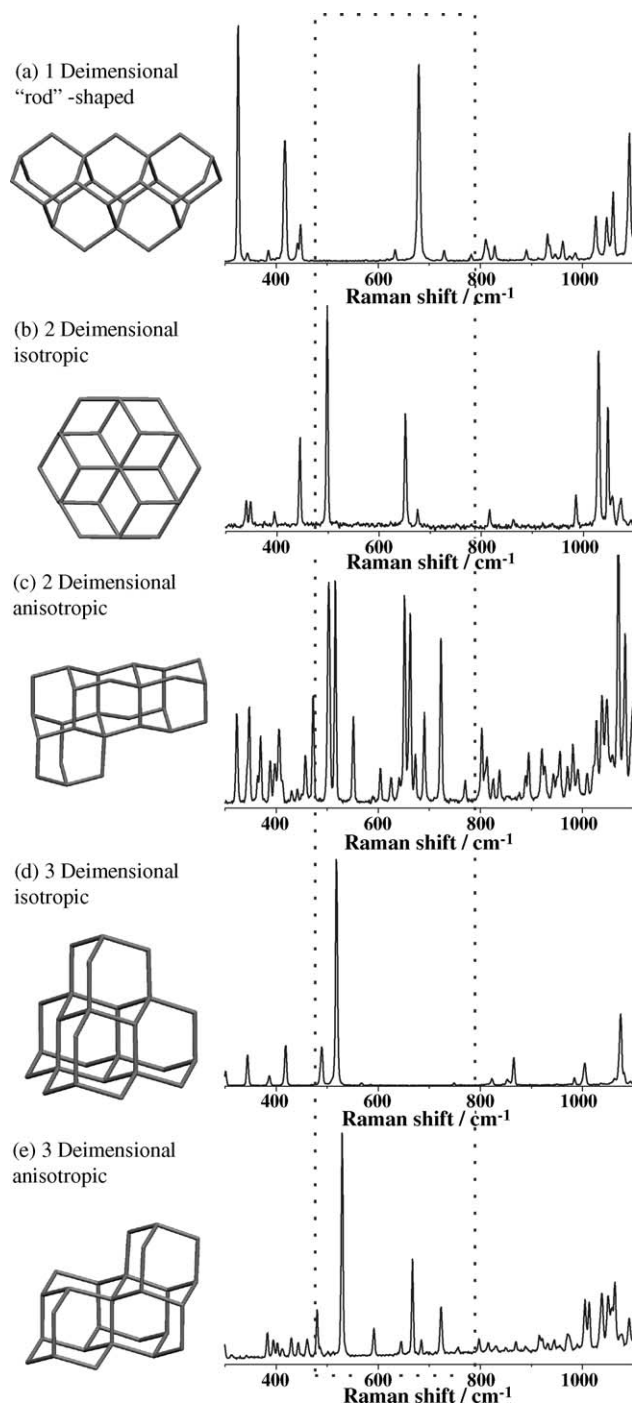 (a) 1 Deimensional
“rod” -shaped
400 600 800 1000
Raman shift / cm-1
(b) 2 Deimensional
isotropic
400 600 800 1000
Raman shift / cm-1
(c) 2 Deimensional
anisotropic
400 600 800 1000
Raman shift / cm-1
(d) 3 Deimensional
isotropic
400 600 800 1000
Raman shift / cm-1
(e) 3 Deimensional
anisotropic
400 600 800 1000
Raman shift / cm-1